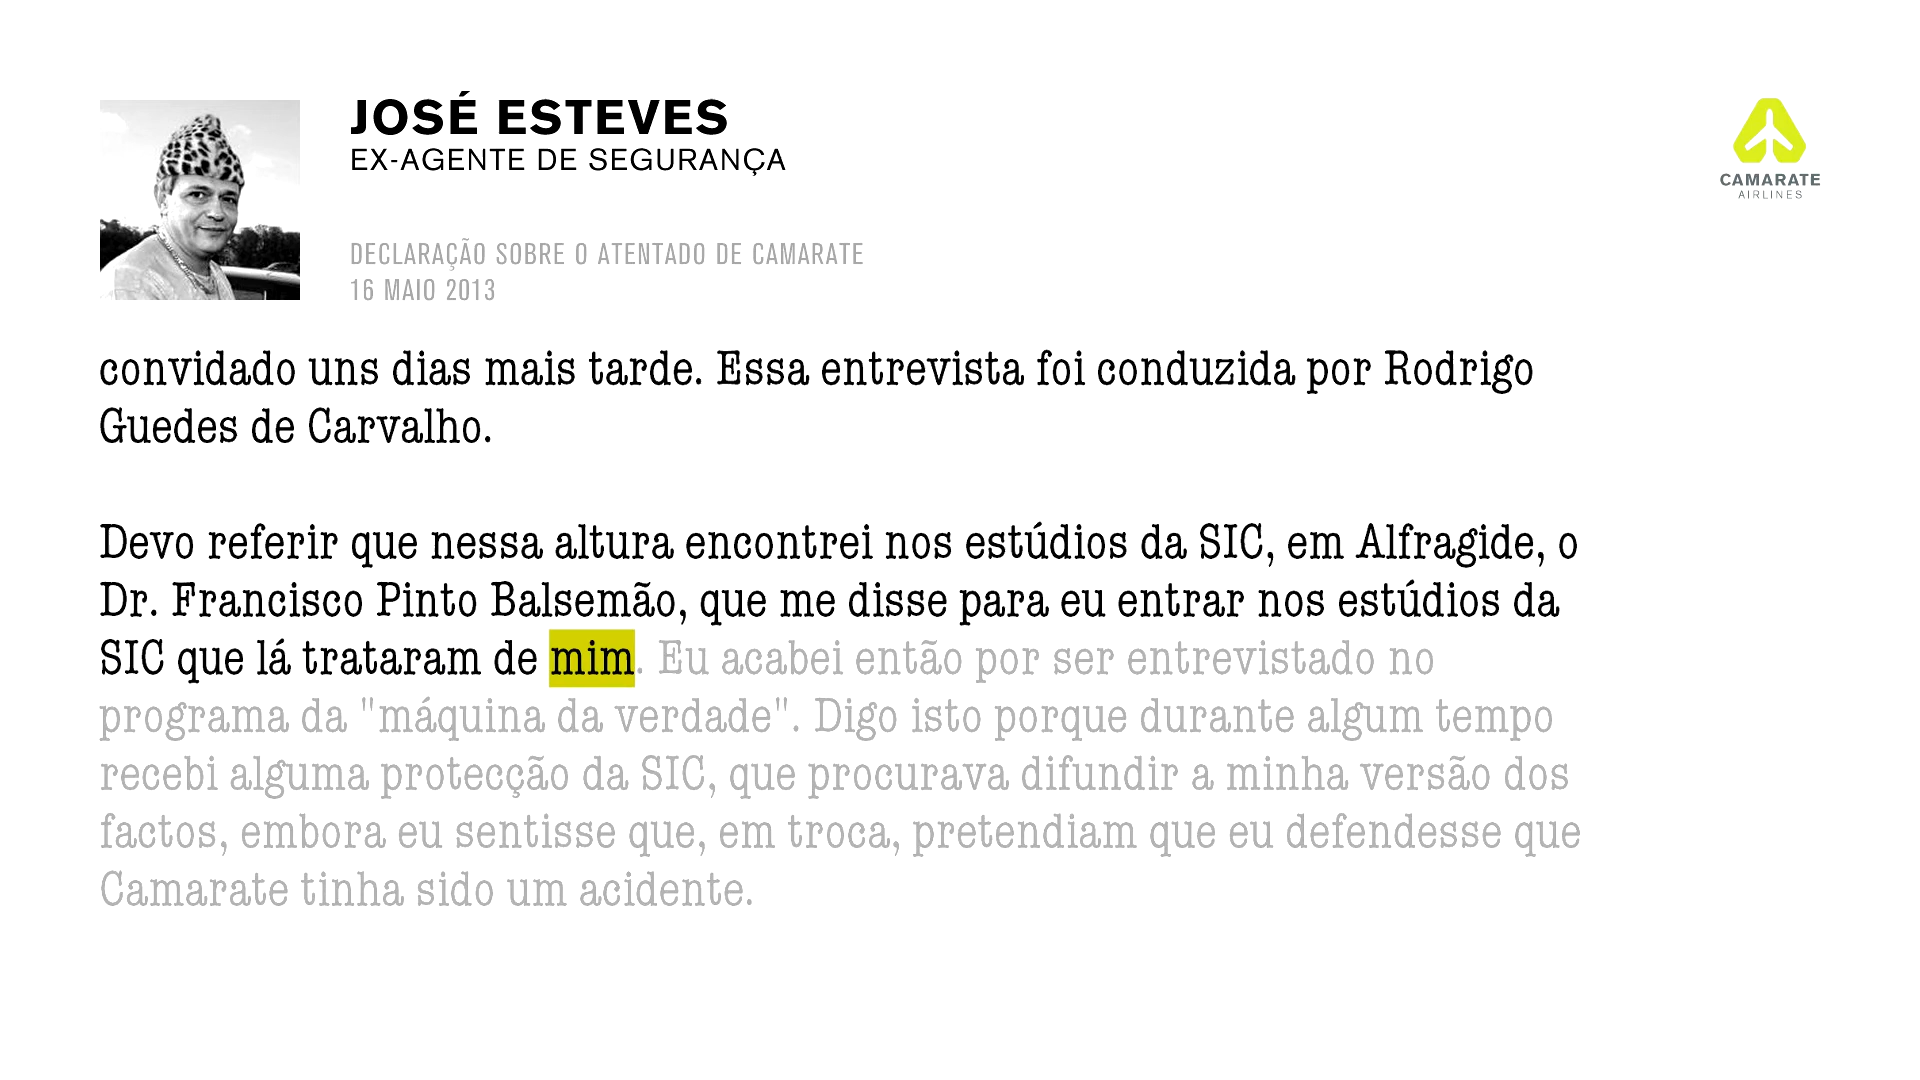 JOSÉ ESTEVES
EX-AGENTE DE SEGURANÇA
CAMARATE
AIRLINES
DECLARAÇÃO SOBRE O ATENTADO DE CAMARATE
16 MAIO 2013
convidado uns dias mais tarde. Essa entrevista foi conduzida por Rodrigo
Guedes de Carvalho.
Devo referir que nessa altura encontrei nos estúdios da SIC, em Alfragide, o
Dr. Francisco Pinto Balsemão, que me disse para eu entrar nos estúdios da
SIC que lá trataram de mim. Eu acabei então por ser entrevistado no
programa da "máquina da verdade". Digo isto porque durante algum tempo
recebi alguma protecção da SIC, que procurava difundir a minha versão dos
factos, embora eu sentisse que, em troca, pretendiam que eu defendesse que
Camarate tinha sido um acidente.